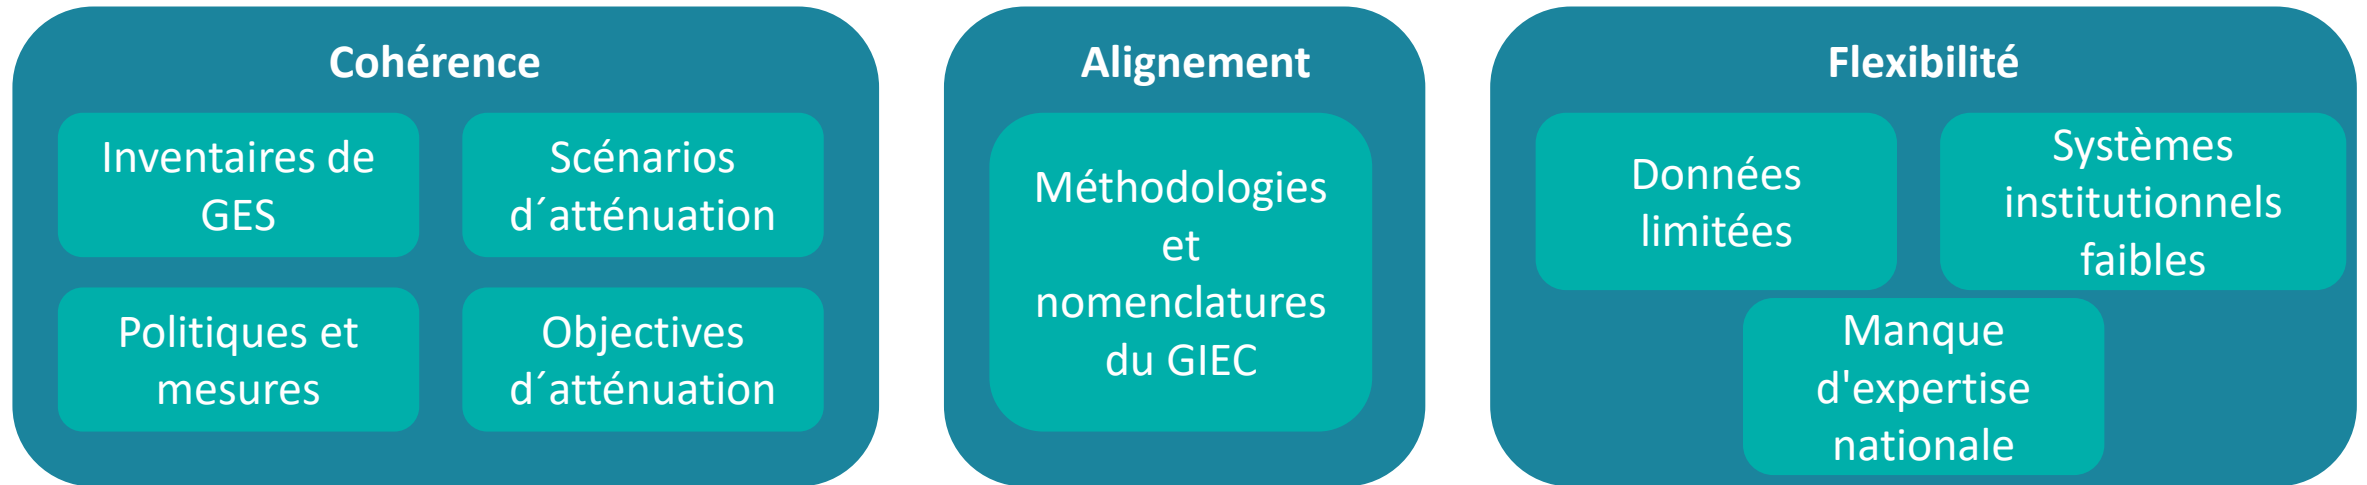 Cohérence
Inventaires de
GES
Scénarios
d´atténuation
Politiques et
mesures
Objectives
d´atténuation
Alignement
Méthodologies
et
nomenclatures
du GIEC
Flexibilité
Données
limitées
Systèmes
institutionnels
faibles
Manque
d'expertise
nationale